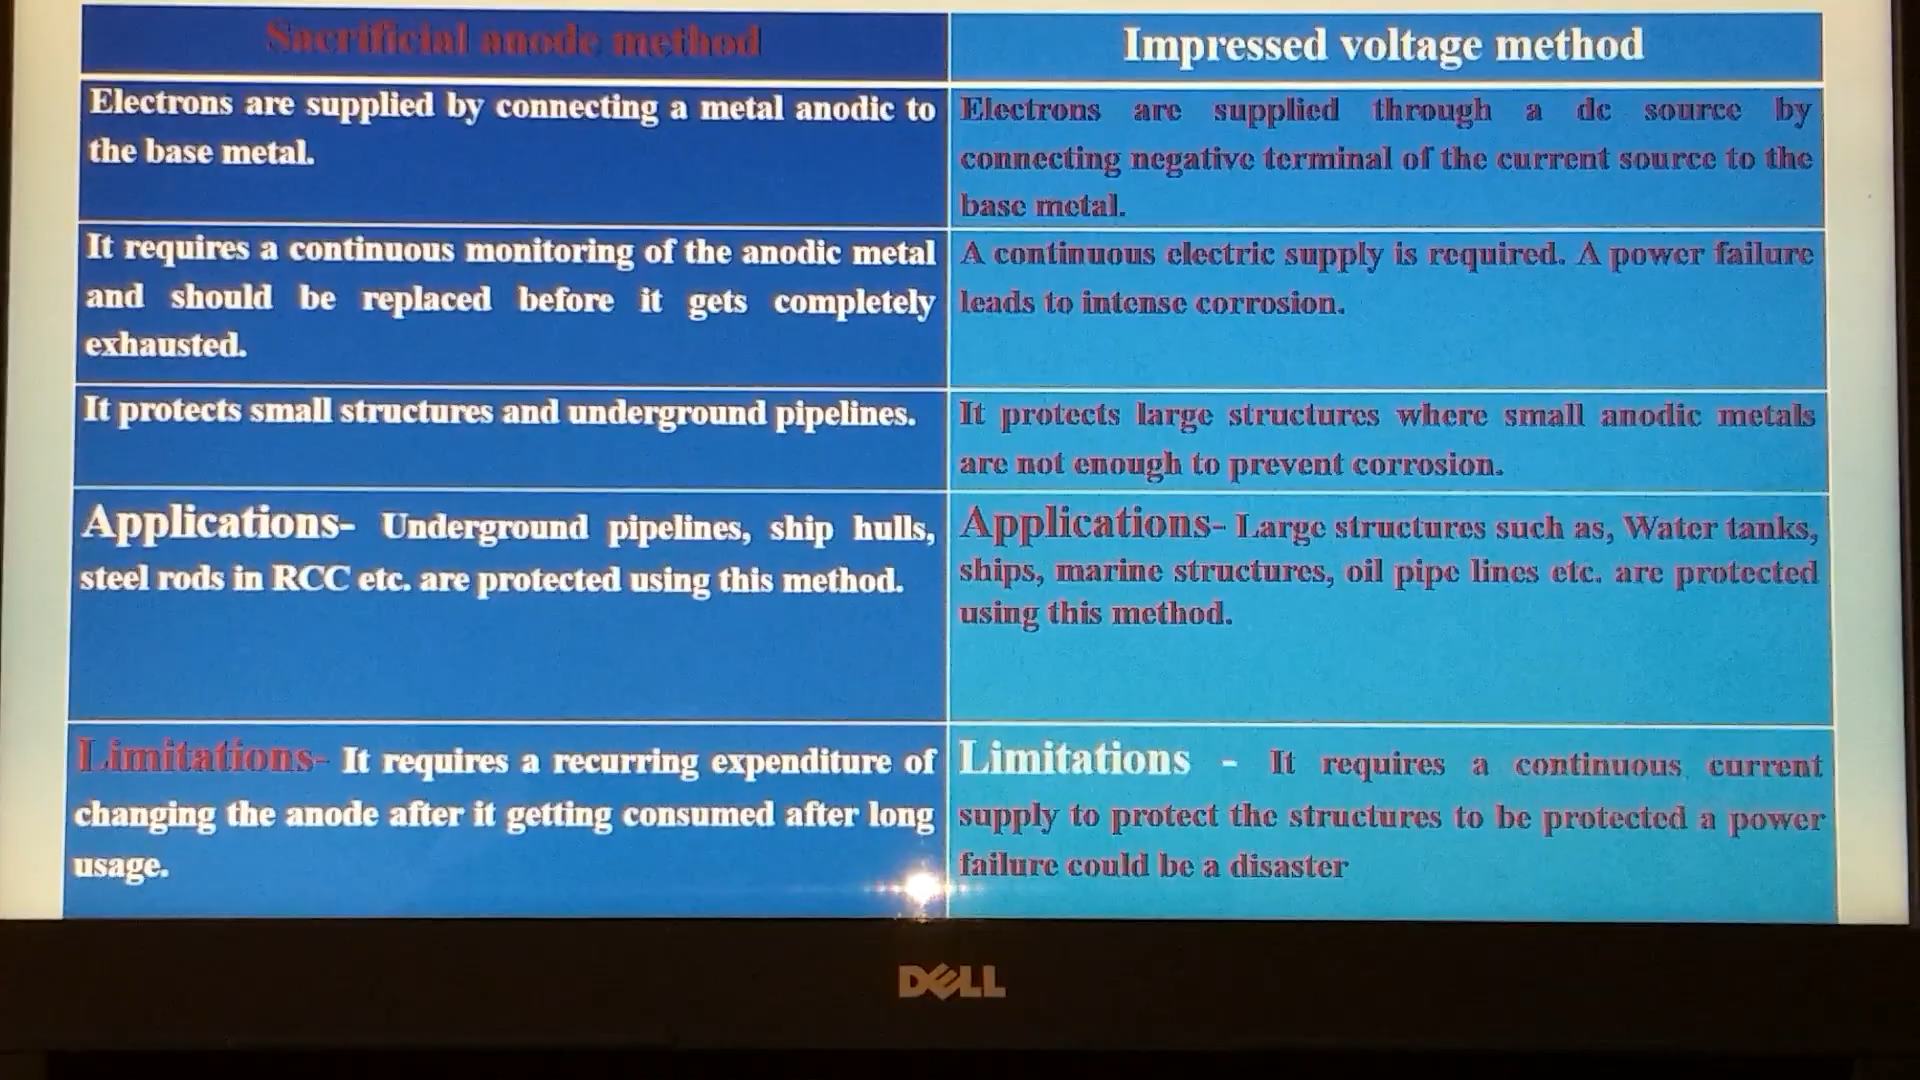 Sacrificial anode method
Impressed voltage method
Electrons are supplied by connecting a metal anodic to
the base metal.
Electrons are supplied through a dc source by
connecting negative terminal of the current source to the
base metal.
It requires a continuous monitoring of the anodic metal
and should be replaced before it gets completely
exhausted.
A continuous electric supply is required. A power failure
leads to intense corrosion.
It protects small structures and underground pipelines.
It protects large structures where small anodic metals
are not enough to prevent corrosion.
Applications- Underground pipelines, ship hulls,
steel rods in RCC etc. are protected using this method.
Applications- Large structures such as, Water tanks,
ships, marine structures, oil pipe lines etc. are protected
using this method.
Limitations- It requires a recurring expenditure of
changing the anode after it getting consumed after long
usage.
Limitations - It requires a continuous current
supply to protect the structures to be protected a power
failure could be a disaster
DELL